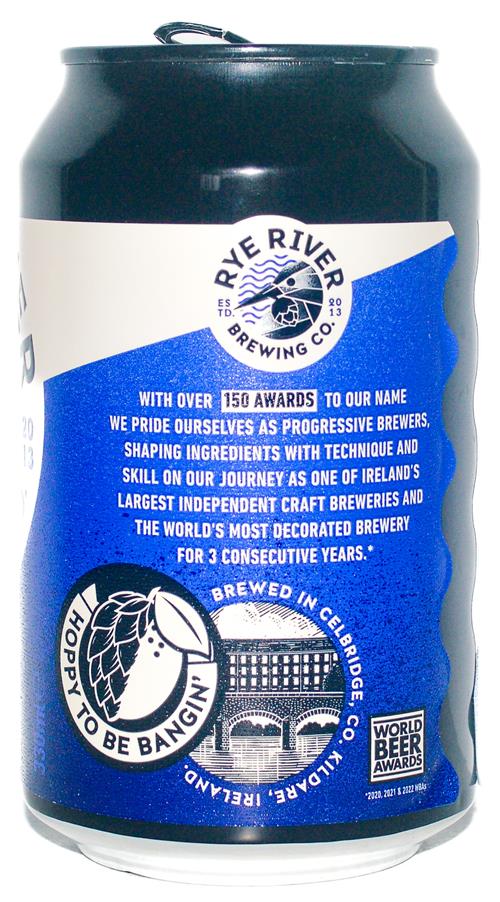 RYE RIVER
ES TD.
20 13
BREWING CO.
WITH OVER 150 AWARDS TO OUR NAME
WE PRIDE OURSELVES AS PROGRESSIVE BREWERS,
SHAPING INGREDIENTS WITH TECHNIQUE AND
SKILL ON OUR JOURNEY AS ONE OF IRELAND'S
LARGEST INDEPENDENT CRAFT BREWERIES AND
THE WORLD'S MOST DECORATED BREWERY
FOR 3 CONSECUTIVE YEARS.*
HOPPY TO BE BANGIN'
BREWED IN CELBRIDGE, CO. KILDARE, IRELAND.
WORLD
BEER
AWARDS
*2020, 2021 & 2022 WBAs